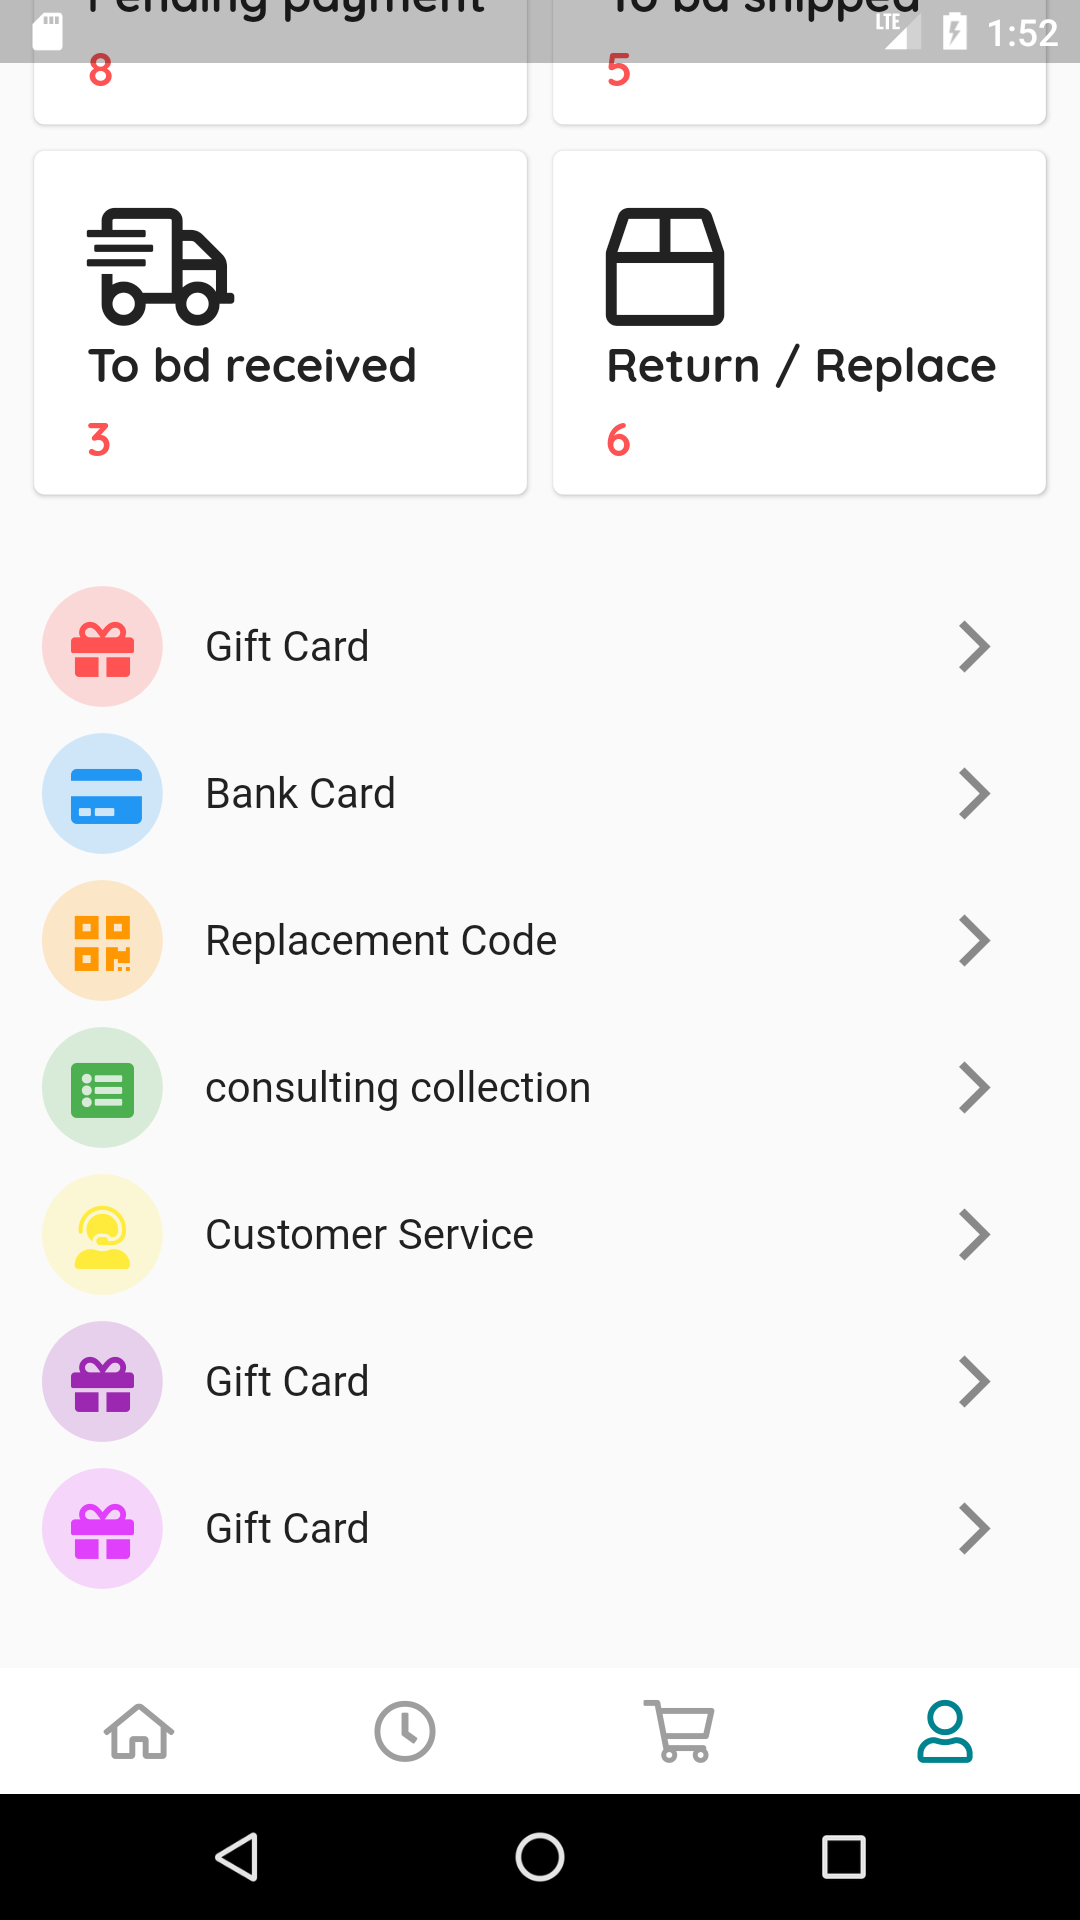 Pending payment To bd shipped
LTE 1:52
8 5
To bd received Return / Replace
3 6
Gift Card
Bank Card
Replacement Code
consulting collection
Customer Service
Gift Card
Gift Card